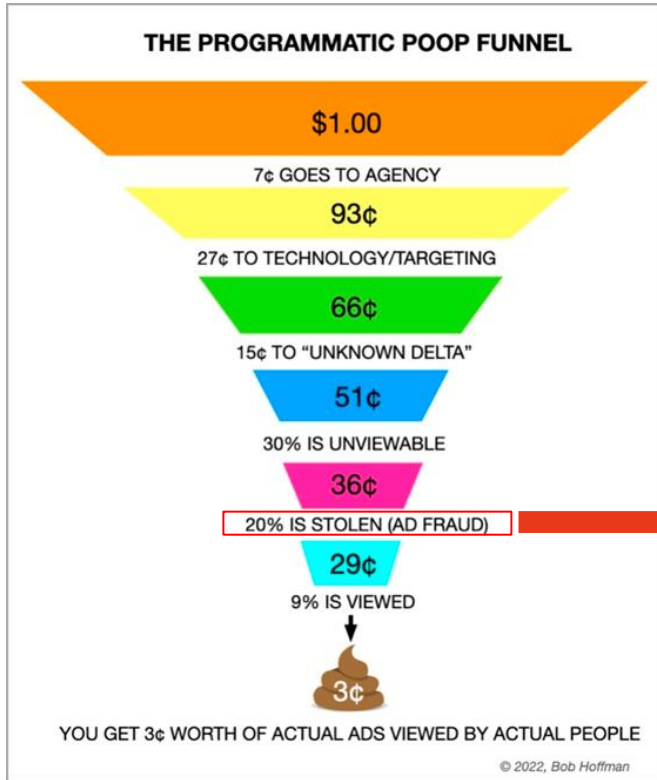 THE PROGRAMMATIC POOP FUNNEL
$1.00
7¢ GOES TO AGENCY
93¢
27¢ TO TECHNOLOGY/TARGETING
66¢
15¢ TO “UNKNOWN DELTA”
51¢
30% IS UNVIEWABLE
36¢
20% IS STOLEN (AD FRAUD)
29¢
9% IS VIEWED
3¢
YOU GET 3¢ WORTH OF ACTUAL ADS VIEWED BY ACTUAL PEOPLE
© 2022, Bob Hoffman